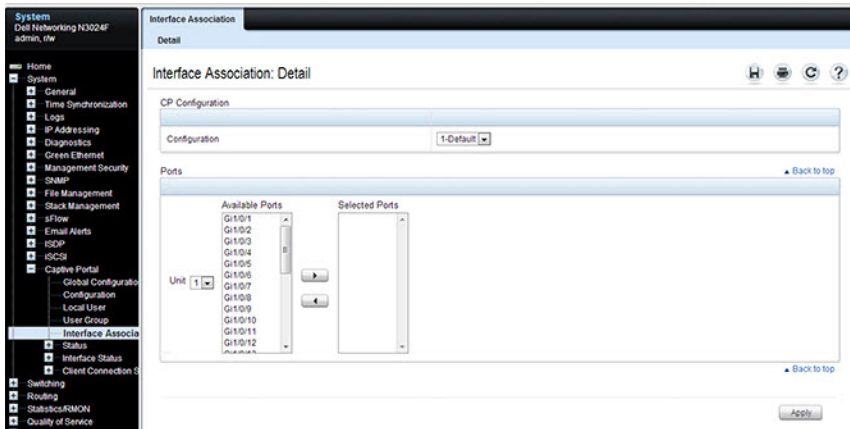 System
Dell Networking N3024F
admin, r/w
Home
System
General
Time Synchronization
Logs
IP Addressing
Diagnostics
Green Ethernet
Management Security
SNMP
File Management
Stack Management
sFlow
Email Alerts
ISDP
iSCSI
Captive Portal
Global Configuratio
Configuration
Local User
User Group
Interface Associa
Status
Interface Status
Client Connection S
Switching
Routing
Statistics/RMON
Quality of Service
Interface Association
Detail
Interface Association: Detail
?
CP Configuration
Configuration
1-Default
Ports
Back to top
Available Ports
Selected Ports
Unit 1
Gi1/0/1
Gi1/0/2
Gi1/0/3
Gi1/0/4
Gi1/0/5
Gi1/0/6
Gi1/0/7
Gi1/0/8
Gi1/0/9
Gi1/0/10
Gi1/0/11
Gi1/0/12
Back to top
Apply